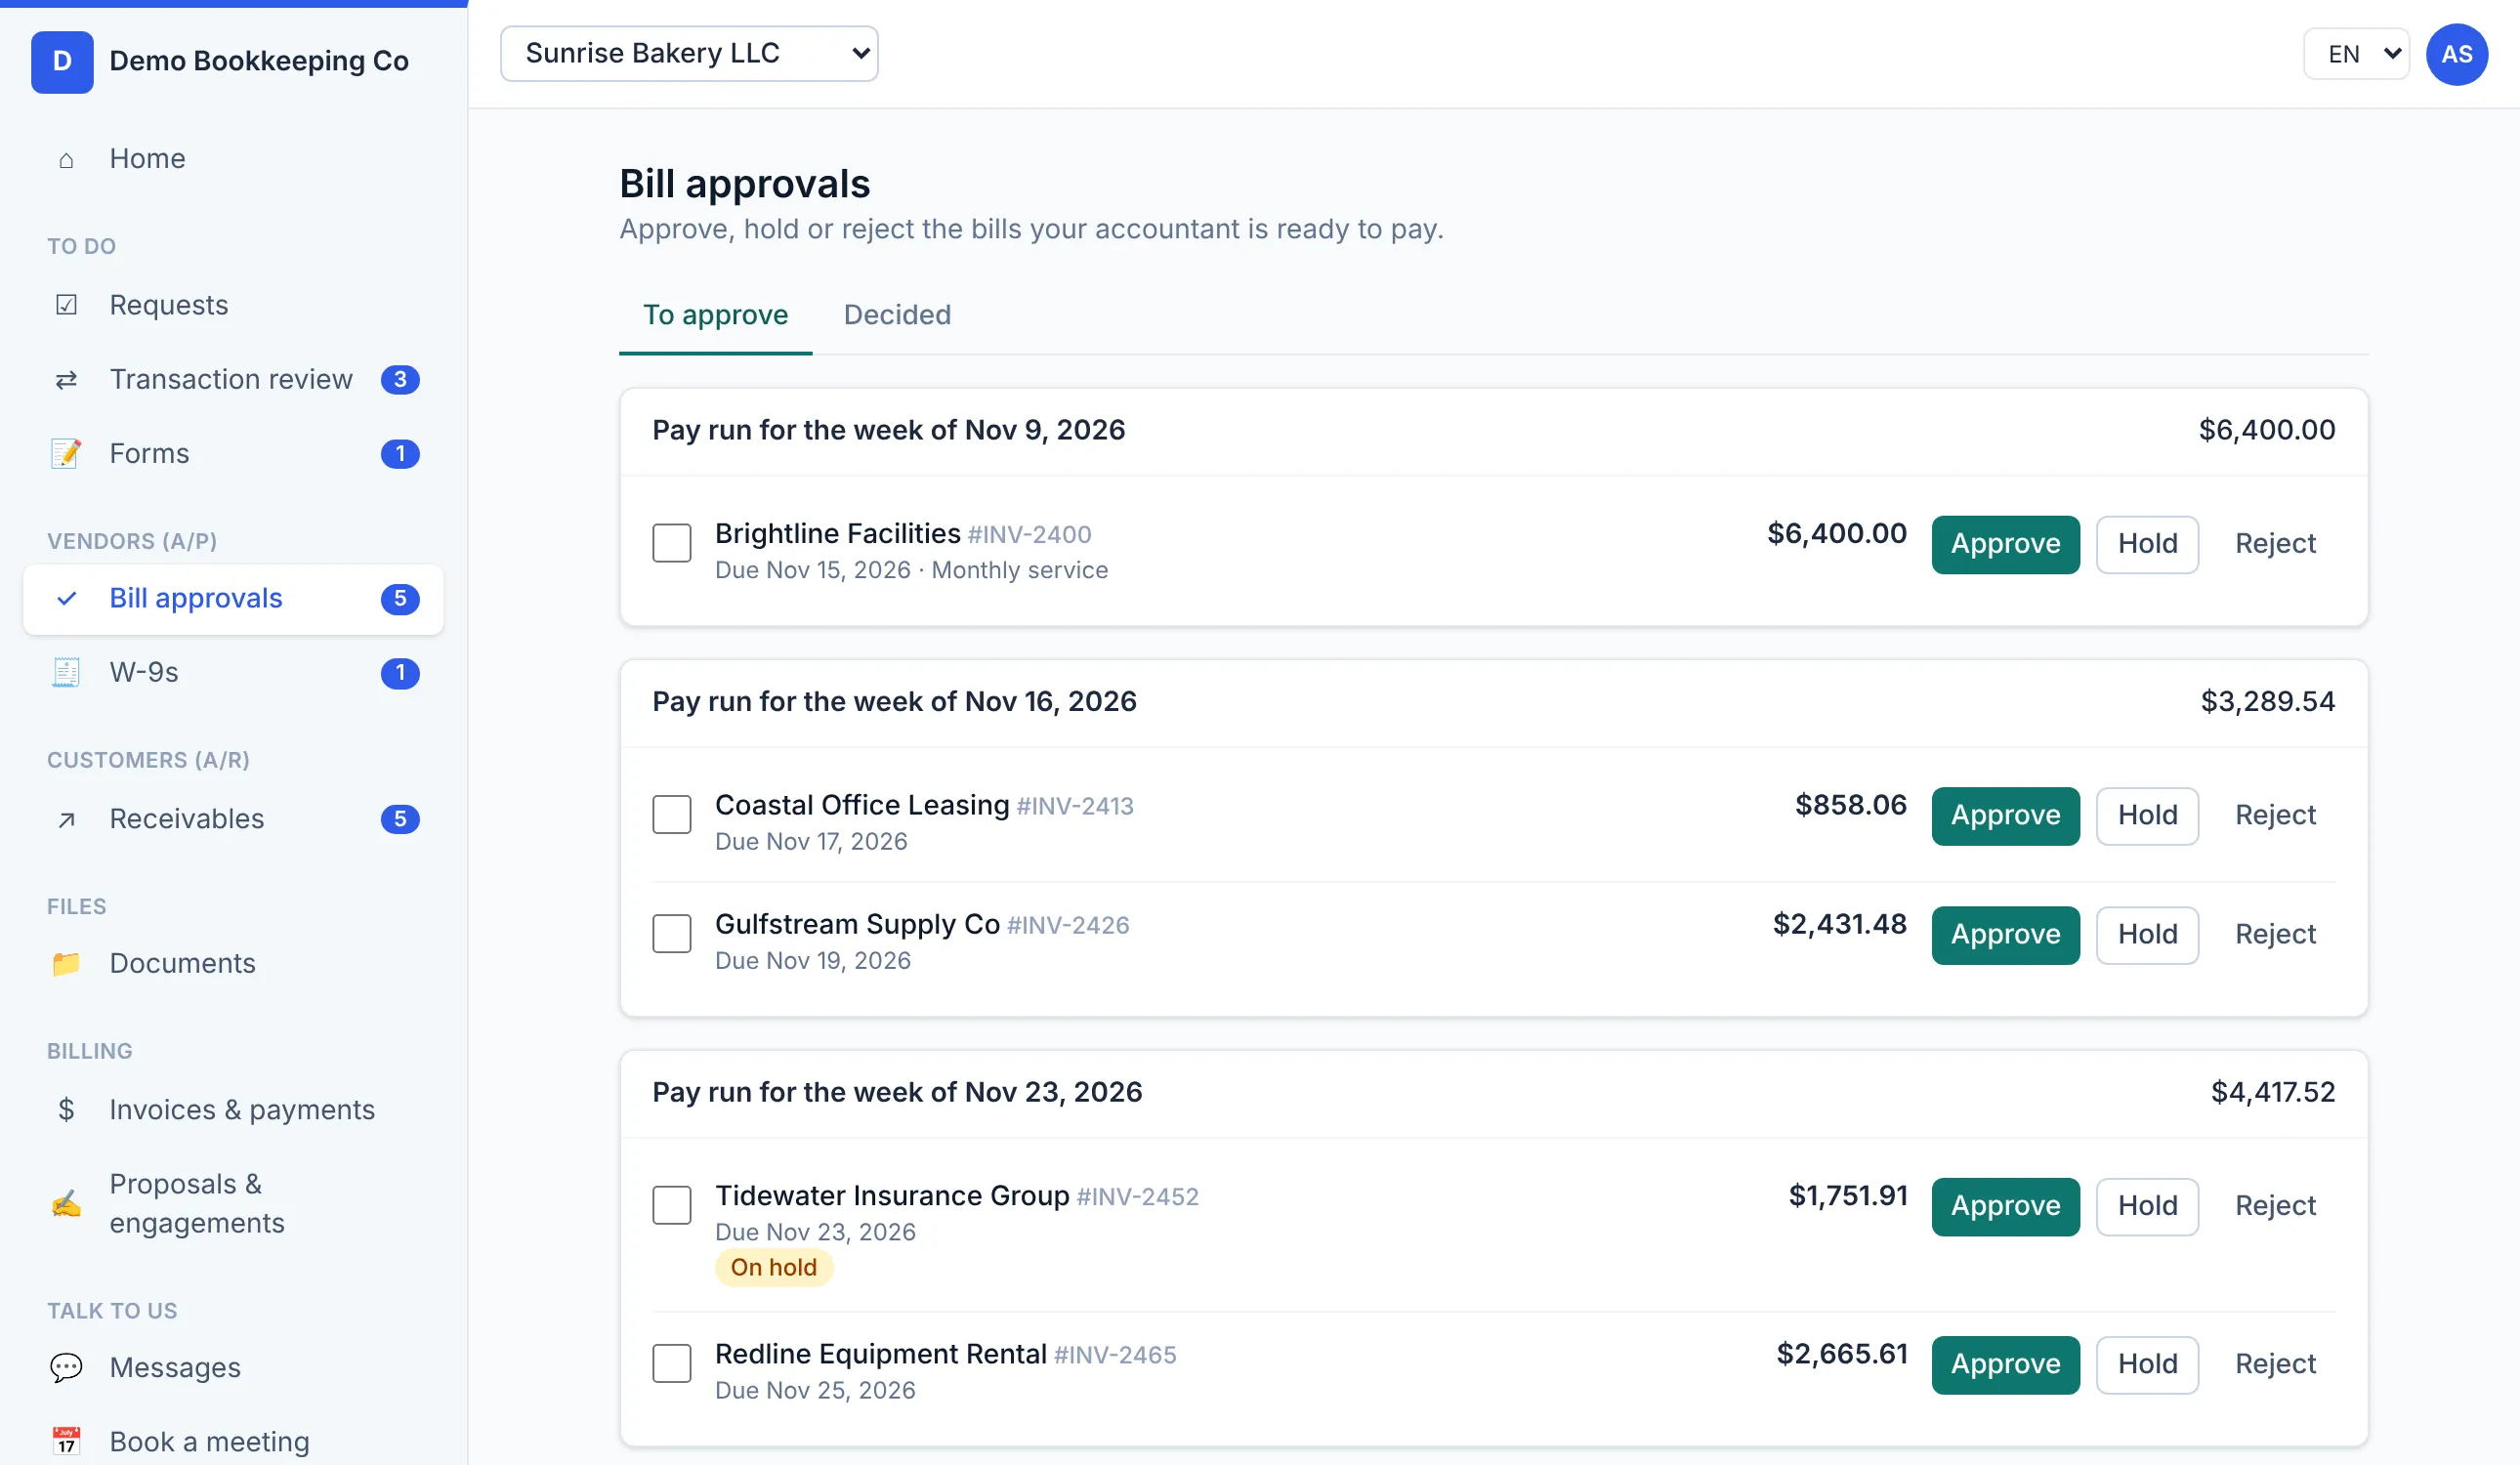 D Demo Bookkeeping Co
Sunrise Bakery LLC
EN
AS
Home
TO DO
Requests
Transaction review 3
Forms 1
VENDORS (A/P)
Bill approvals 5
W-9s 1
CUSTOMERS (A/R)
Receivables 5
FILES
Documents
BILLING
$ Invoices & payments
Proposals &
engagements
TALK TO US
Messages
July
17
Book a meeting
Bill approvals
Approve, hold or reject the bills your accountant is ready to pay.
To approve Decided
Pay run for the week of Nov 9, 2026 $6,400.00
Brightline Facilities #INV-2400 $6,400.00 Approve Hold Reject
Due Nov 15, 2026 · Monthly service
Pay run for the week of Nov 16, 2026 $3,289.54
Coastal Office Leasing #INV-2413 $858.06 Approve Hold Reject
Due Nov 17, 2026
Gulfstream Supply Co #INV-2426 $2,431.48 Approve Hold Reject
Due Nov 19, 2026
Pay run for the week of Nov 23, 2026 $4,417.52
Tidewater Insurance Group #INV-2452 $1,751.91 Approve Hold Reject
Due Nov 23, 2026
On hold
Redline Equipment Rental #INV-2465 $2,665.61 Approve Hold Reject
Due Nov 25, 2026